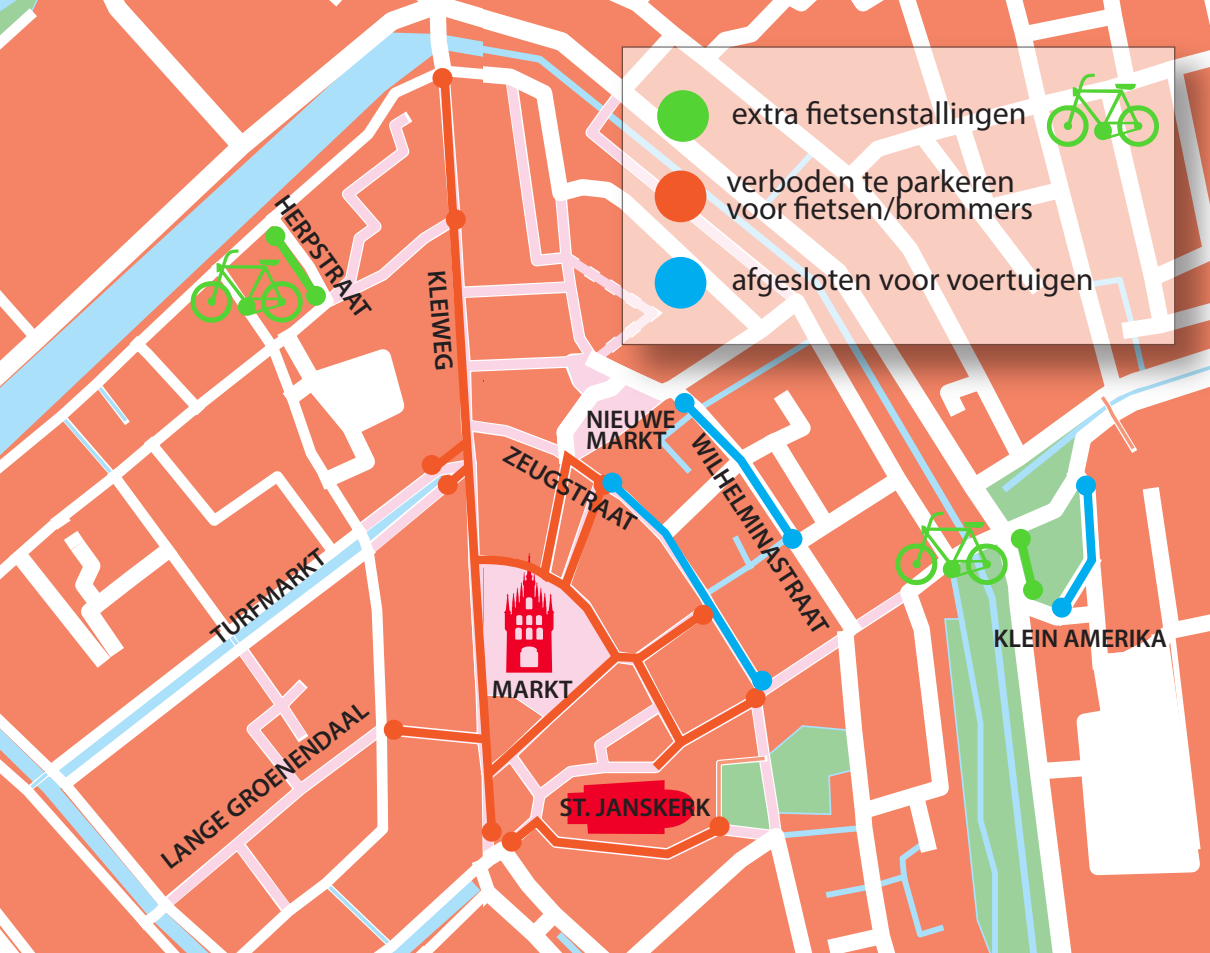 extra fietsenstallingen
verboden te parkeren
voor fietsen/brommers
afgesloten voor voertuigen
HERPSTRAAT
KLEIWEG
NIEUWE
MARKT
ZEUGSTRAAT
WILHELMINASTRAAT
TURFMARKT
KLEIN AMERIKA
MARKT
LANGE GROENENDAAL
ST. JANSKERK